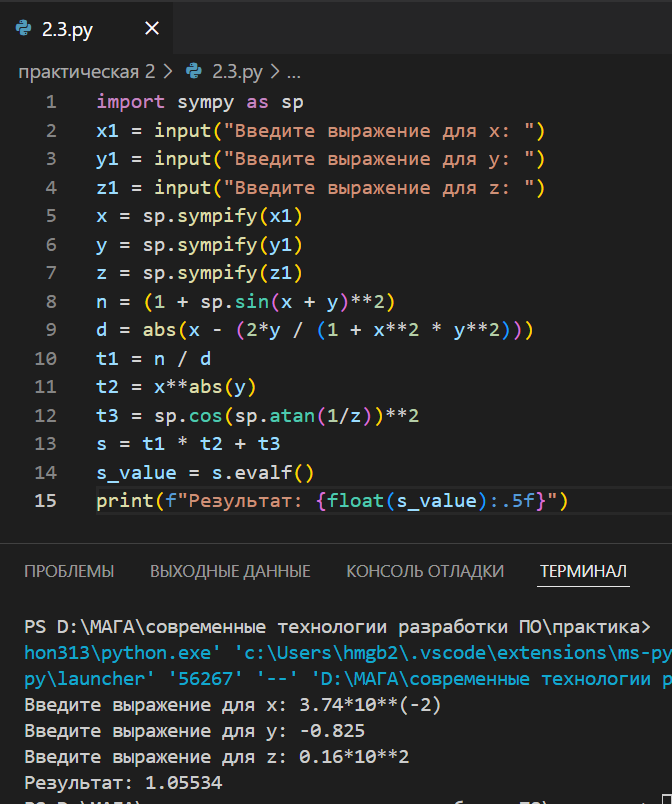 2.3.py
практическая 2 > 2.3.py > ...
1 import sympy as sp
2 x1 = input("Введите выражение для x: ")
3 y1 = input("Введите выражение для y: ")
4 z1 = input("Введите выражение для z: ")
5 x = sp.sympify(x1)
6 y = sp.sympify(y1)
7 z = sp.sympify(z1)
8 n = (1 + sp.sin(x + y)**2)
9 d = abs(x - (2*y / (1 + x**2 * y**2)))
10 t1 = n / d
11 t2 = x**abs(y)
12 t3 = sp.cos(sp.atan(1/z))**2
13 s = t1 * t2 + t3
14 s_value = s.evalf()
15 print(f"Результат: {float(s_value):.5f}")
ПРОБЛЕМЫ ВЫХОДНЫЕ ДАННЫЕ КОНСОЛЬ ОТЛАДКИ ТЕРМИНАЛ
PS D:\МАГА\современные технологии разработки ПО\практика>
hon313\python.exe' 'c:\Users\hmgb2\.vscode\extensions\ms-py
py\launcher' '56267' '--' 'D:\МАГА\современные технологии р
Введите выражение для x: 3.74*10**(-2)
Введите выражение для y: -0.825
Введите выражение для z: 0.16*10**2
Результат: 1.05534